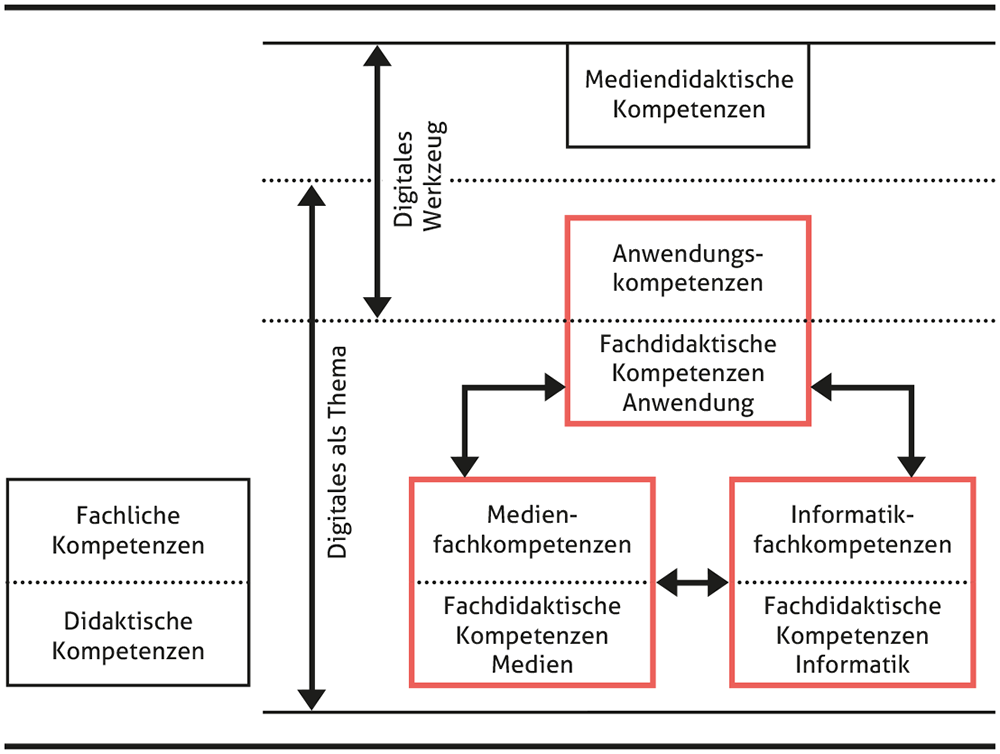 Mediendidaktische
Kompetenzen
Digitales
Werkzeug
Anwendungs-
kompetenzen
Fachdidaktische
Kompetenzen
Anwendung
Digitales als Thema
Fachliche
Kompetenzen
Didaktische
Kompetenzen
Medien-
fachkompetenzen
Fachdidaktische
Kompetenzen
Medien
Informatik-
fachkompetenzen
Fachdidaktische
Kompetenzen
Informatik